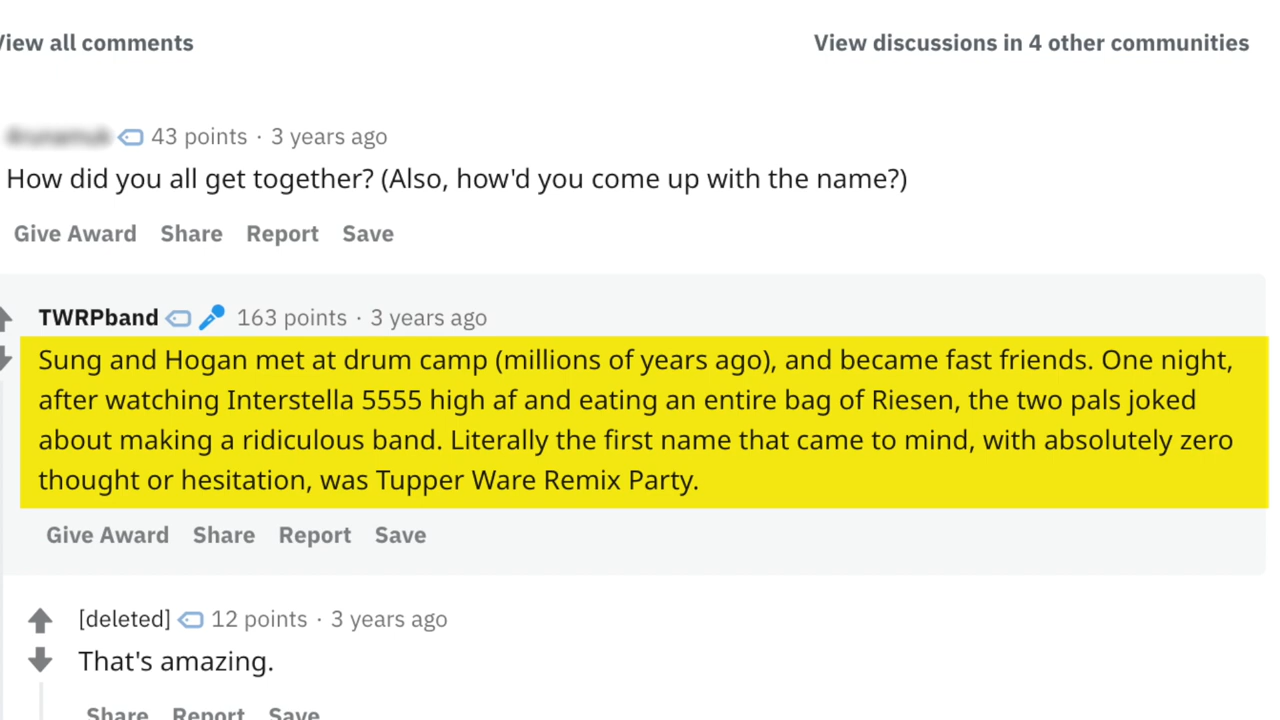 View all comments
View discussions in 4 other communities
43 points · 3 years ago
How did you all get together? (Also, how'd you come up with the name?)
Give Award Share Report Save
TWRPband 163 points · 3 years ago
Sung and Hogan met at drum camp (millions of years ago), and became fast friends. One night,
after watching Interstella 5555 high af and eating an entire bag of Riesen, the two pals joked
about making a ridiculous band. Literally the first name that came to mind, with absolutely zero
thought or hesitation, was Tupper Ware Remix Party.
Give Award Share Report Save
[deleted] 12 points · 3 years ago
That's amazing.
Share Report Save